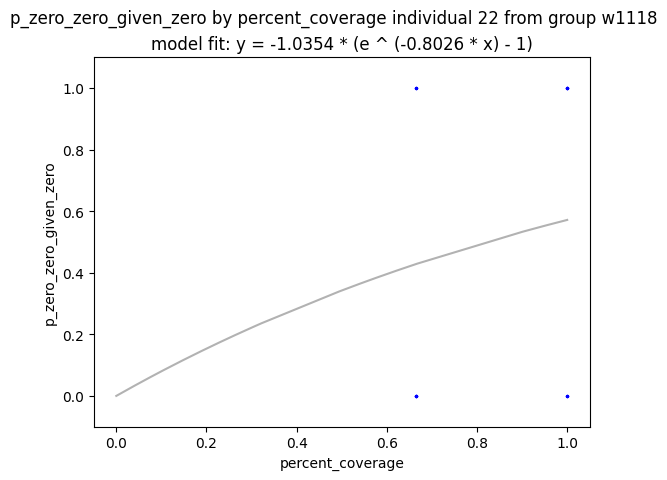 p_zero_zero_given_zero by percent_coverage individual 22 from group w1118
model fit: y = -1.0354 * (e ^ (-0.8026 * x) - 1)
1.0
0.8
0.6
0.4
0.2
0.0
p_zero_zero_given_zero
0.0 0.2 0.4 0.6 0.8 1.0
percent_coverage